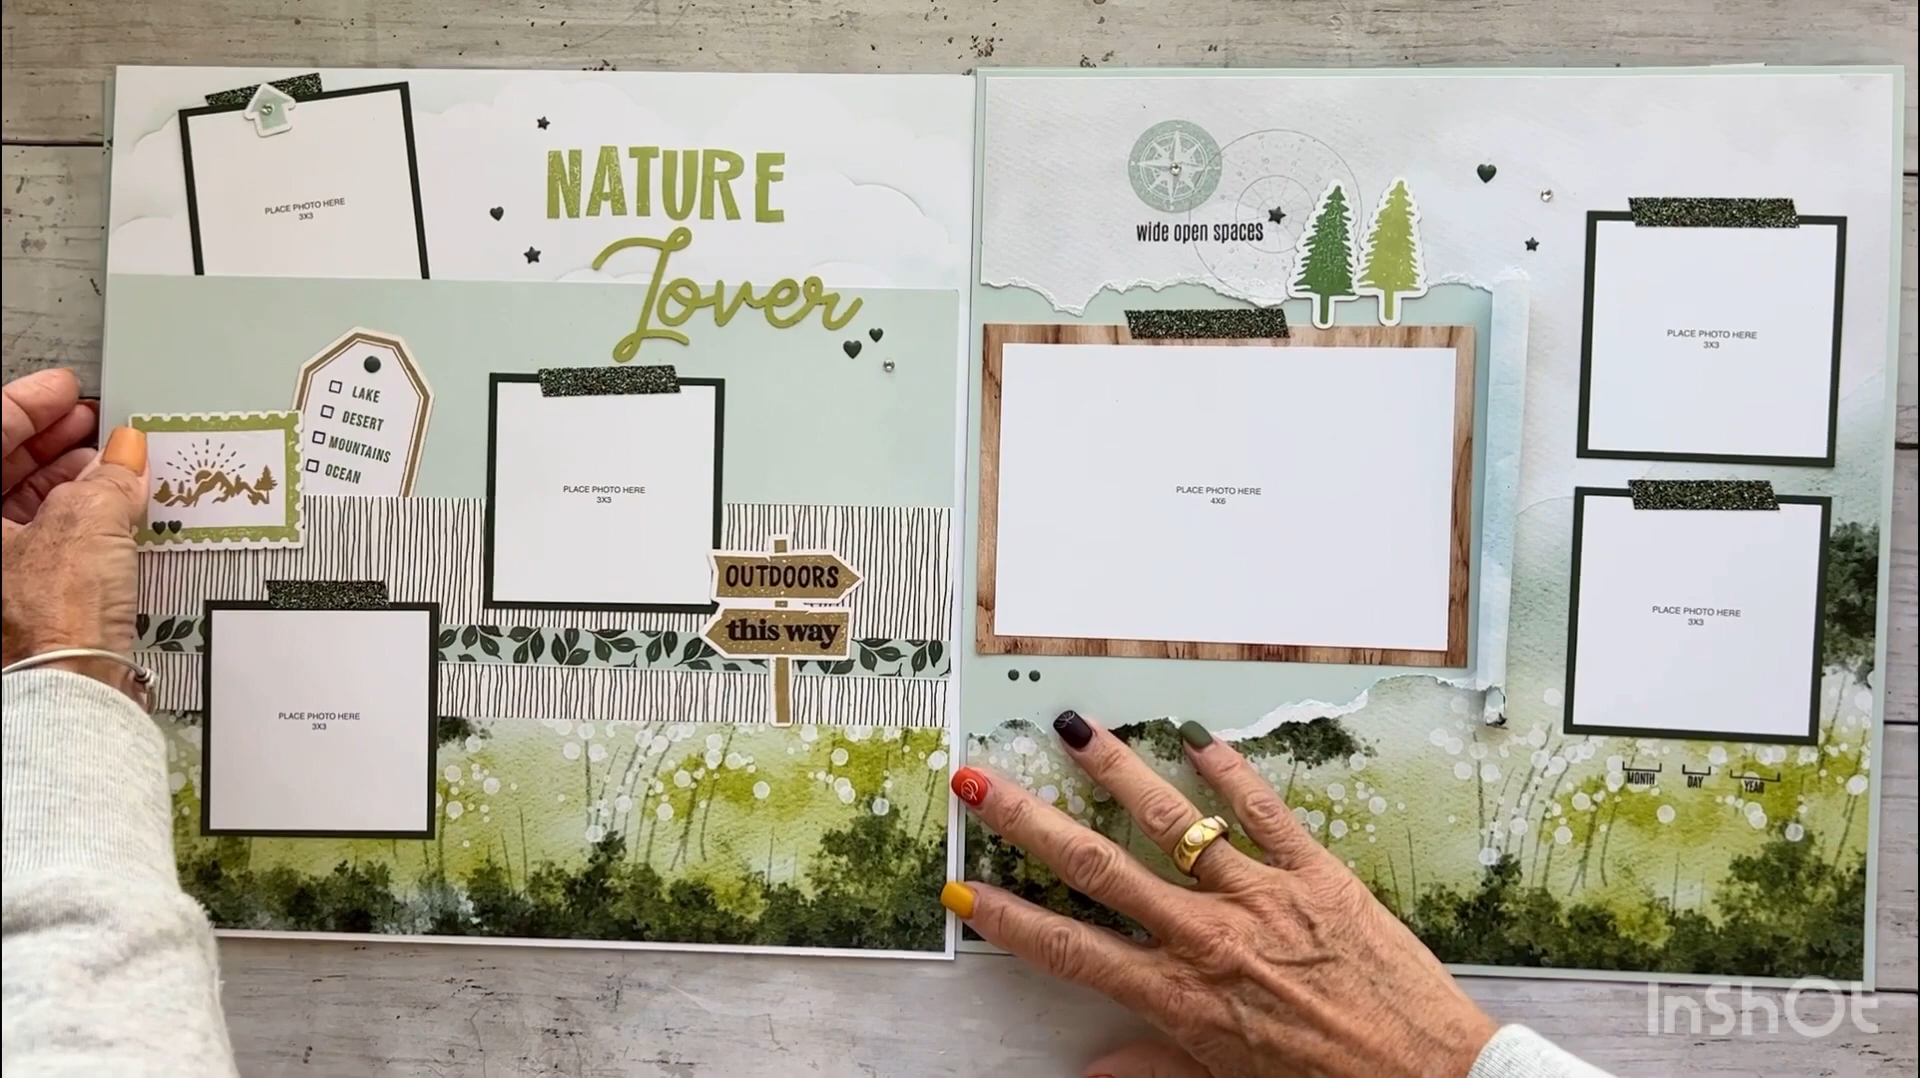 PLACE PHOTO HERE
3X3
NATURE
Lover
LAKE
DESERT
MOUNTAINS
OCEAN
PLACE PHOTO HERE
3X3
OUTDOORS
this way
PLACE PHOTO HERE
3X3
wide open spaces
PLACE PHOTO HERE
4X6
PLACE PHOTO HERE
3X3
PLACE PHOTO HERE
3X3
MONTH DAY YEAR
InShOt